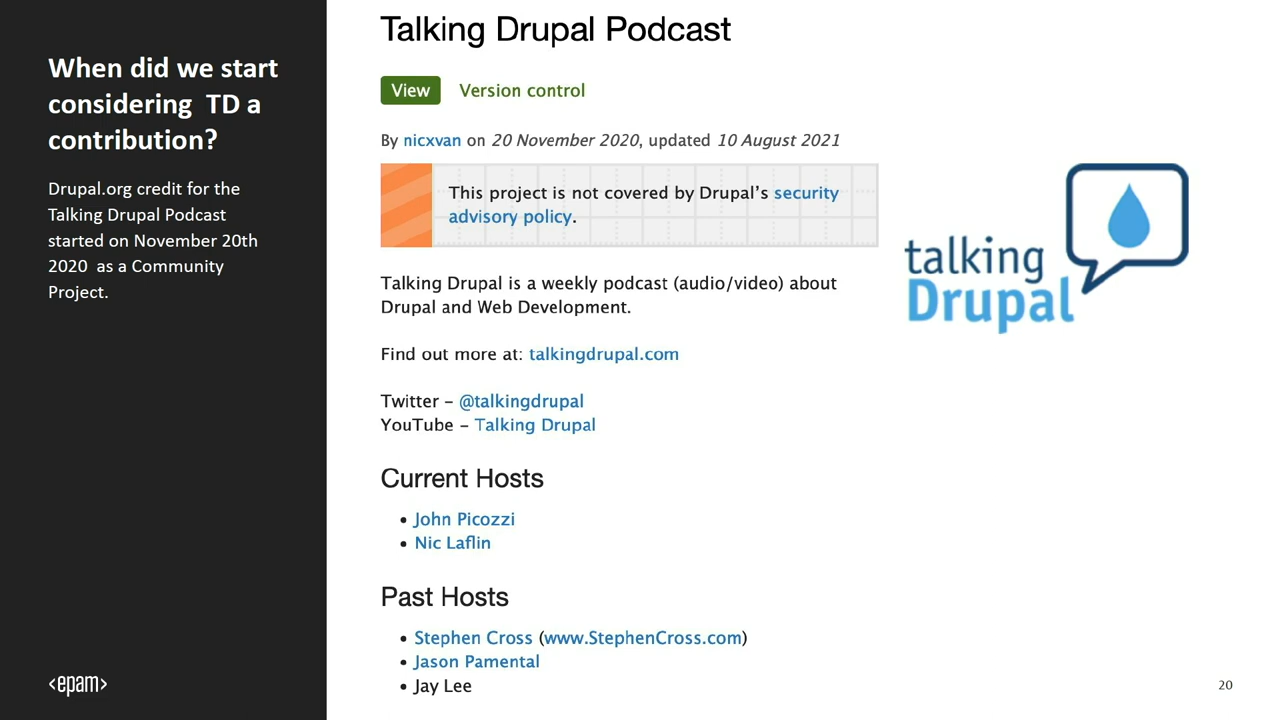 When did we start
considering  TD a
contribution?
Drupal.org credit for the
Talking Drupal Podcast
started on November 20th
2020  as a Community
Project.
<epam>
Talking Drupal Podcast
View Version control
By nicxvan on 20 November 2020, updated 10 August 2021
This project is not covered by Drupal's security
advisory policy.
talking
Drupal
Talking Drupal is a weekly podcast (audio/video) about
Drupal and Web Development.
Find out more at: talkingdrupal.com
Twitter – @talkingdrupal
YouTube – Talking Drupal
Current Hosts
• John Picozzi
• Nic Laflin
Past Hosts
• Stephen Cross (www.StephenCross.com)
• Jason Pamental
• Jay Lee
20